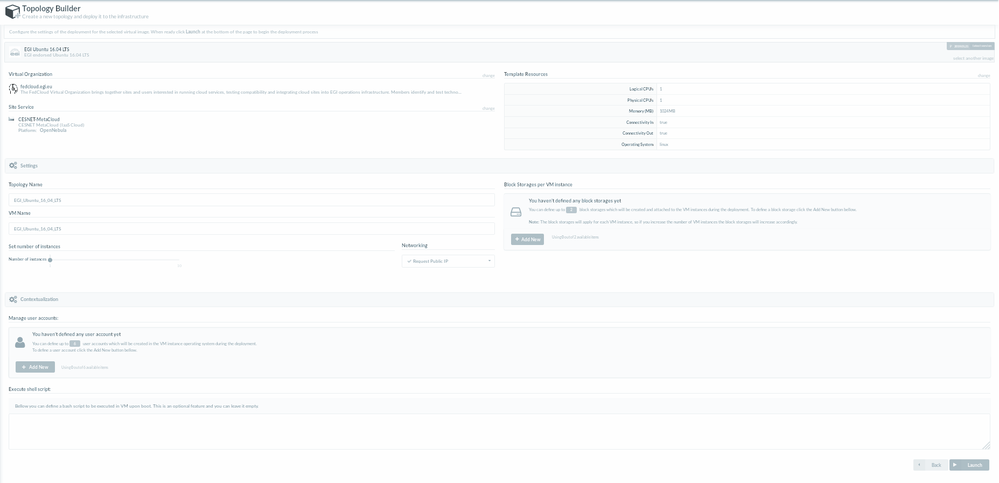 Topology Builder
Create a new topology and deploy it to the infrastructure
Configure the settings of the deployment for the selected virtual image. When ready click Launch at the bottom of the page to begin the deployment process
EGI Ubuntu 16.04 LTS
EGI endorsed Ubuntu 16.04 LTS
latest version
select another image
Virtual Organization
change
fedcloud.egi.eu
The FedCloud Virtual Organization brings together sites and users interested in running cloud services, testing compatibility and integrating cloud sites into EGI operations infrastructure. Members identify and test techno...
Site Service
change
CESNET-MetaCloud
CESNET MetaCloud (IaaS Cloud)
Platform: OpenNebula
Template Resources
change
Logical CPUs 1
Physical CPUs 1
Memory (MB) 1024MB
Connectivity In true
Connectivity Out true
Operating System linux
Settings
Topology Name
EGI_Ubuntu_16_04_LTS
VM Name
EGI_Ubuntu_16_04_LTS
Set number of instances
Number of instances
1
1
10
Networking
Request Public IP
Block Storages per VM instance
You haven't defined any block storages yet
You can define up to 2 block storages which will be created and attached to the VM instances during the deployment. To define a block storage click the Add New button bellow.
Note: The block storages will apply for each VM instance, so if you increase the number of VM instances the block storages will increase accordingly.
Add New
Using 0 out of 2 available items
Contextualization
Manage user accounts:
You haven't defined any user account yet
You can define up to 6 user accounts which will be created in the VM instance operating system during the deployment.
To define a user account click the Add New button bellow.
Add New
Using 0 out of 6 available items
Execute shell script:
Bellow you can define a bash script to be executed in VM upon boot. This is an optional feature and you can leave it empty.
Back
Launch